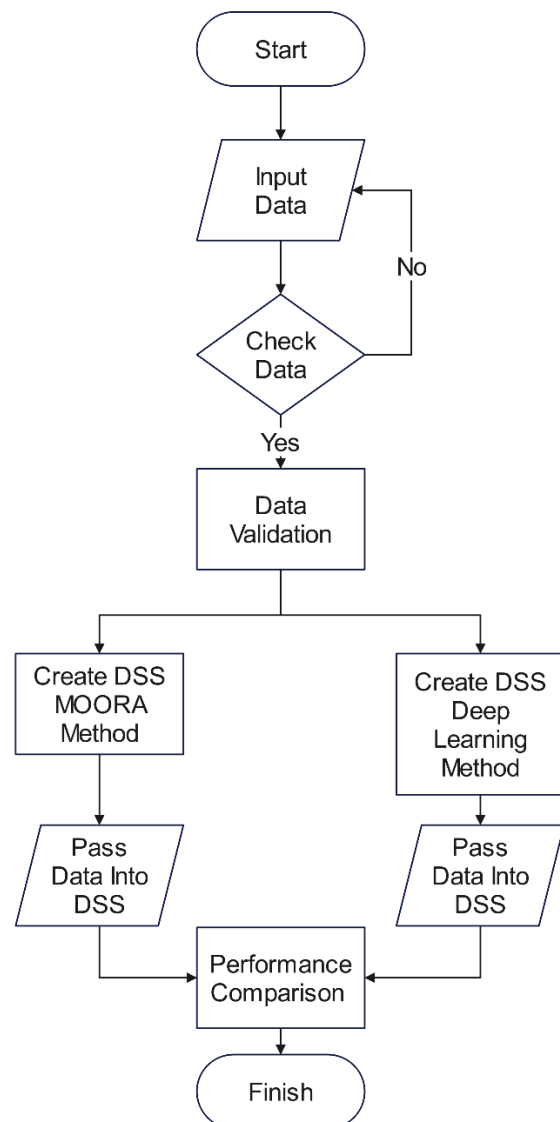 Start
Input
Data
No
Check
Data
Yes
Data
Validation
Create DSS
MOORA
Method
Create DSS
Deep
Learning
Method
Pass
Data Into
DSS
Pass
Data Into
DSS
Performance
Comparison
Finish